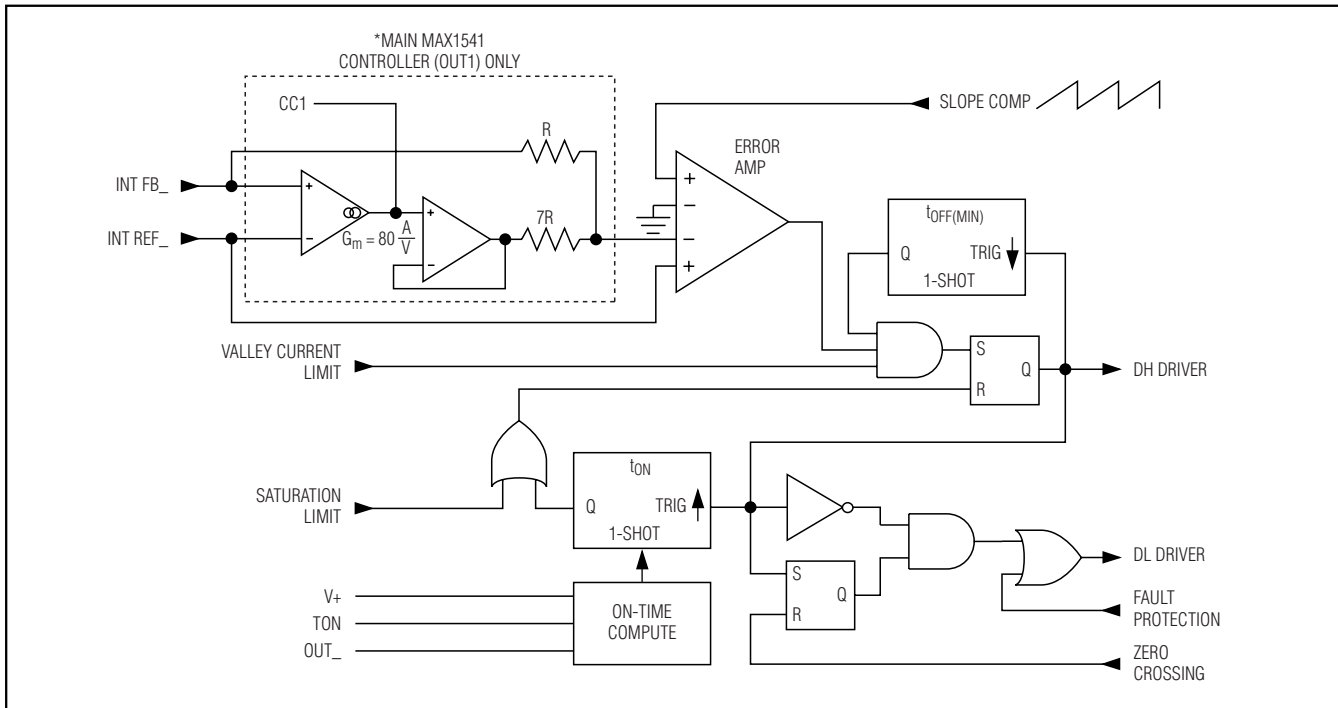 *MAIN MAX1541
CONTROLLER (OUT1) ONLY
CC1
SLOPE COMP
R
ERROR
AMP
INT FB_
+
+
tOFF(MIN)
+
−
7R
Gm = 80 A/V
Q
TRIG
INT REF_
−
−
−
1-SHOT
+
VALLEY CURRENT
LIMIT
S
Q
DH DRIVER
R
tON
SATURATION
LIMIT
Q
TRIG
1-SHOT
DL DRIVER
S
Q
V+
FAULT
PROTECTION
R
TON
ON-TIME
COMPUTE
OUT_
ZERO
CROSSING